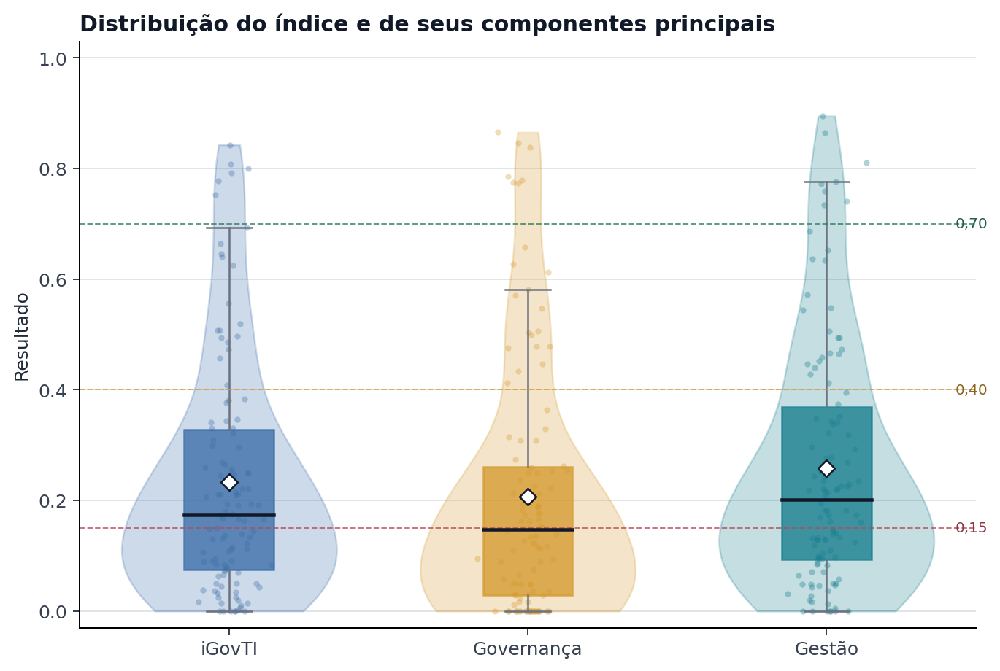 Distribuição do índice e de seus componentes principais
Resultado
1.0
0.8
0.6
0.4
0.2
0.0
0,70
0,40
0,15
iGovTI
Governança
Gestão